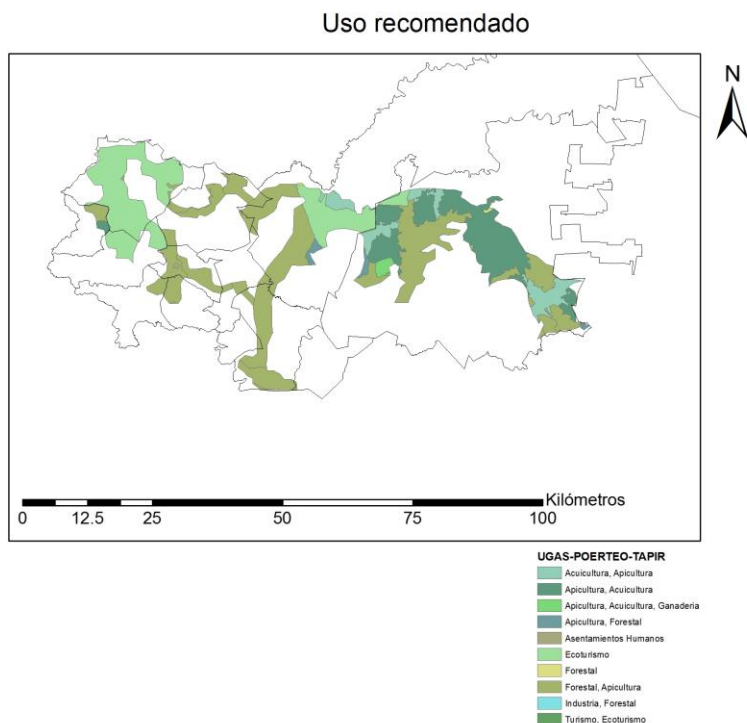 Uso recomendado
N
Kilómetros
0 12.5 25 50 75 100
UGAS-POERTEO-TAPIR
Acuicultura, Apicultura
Apicultura, Acuicultura
Apicultura, Acuicultura, Ganaderia
Apicultura, Forestal
Asentamientos Humanos
Ecoturismo
Forestal
Forestal, Apicultura
Industria, Forestal
Turismo, Ecoturismo